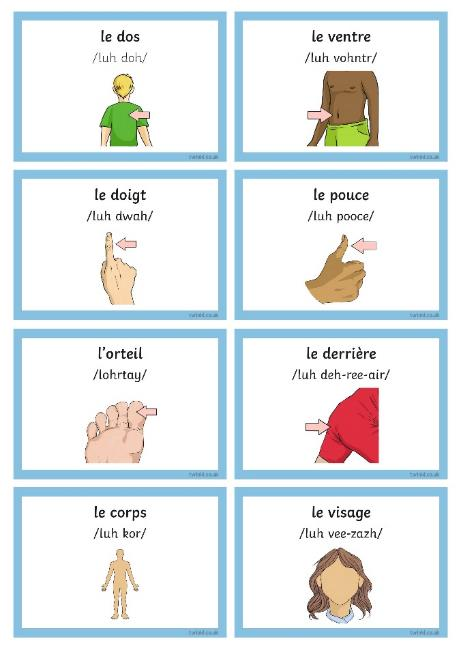 le dos
/luh doh/
twinkl.co.uk
le ventre
/luh vohntr/
twinkl.co.uk
le doigt
/luh dwah/
twinkl.co.uk
le pouce
/luh pooce/
twinkl.co.uk
l'orteil
/lohrtay/
twinkl.co.uk
le derrière
/luh deh-ree-air/
twinkl.co.uk
le corps
/luh kor/
twinkl.co.uk
le visage
/luh vee-zazh/
twinkl.co.uk